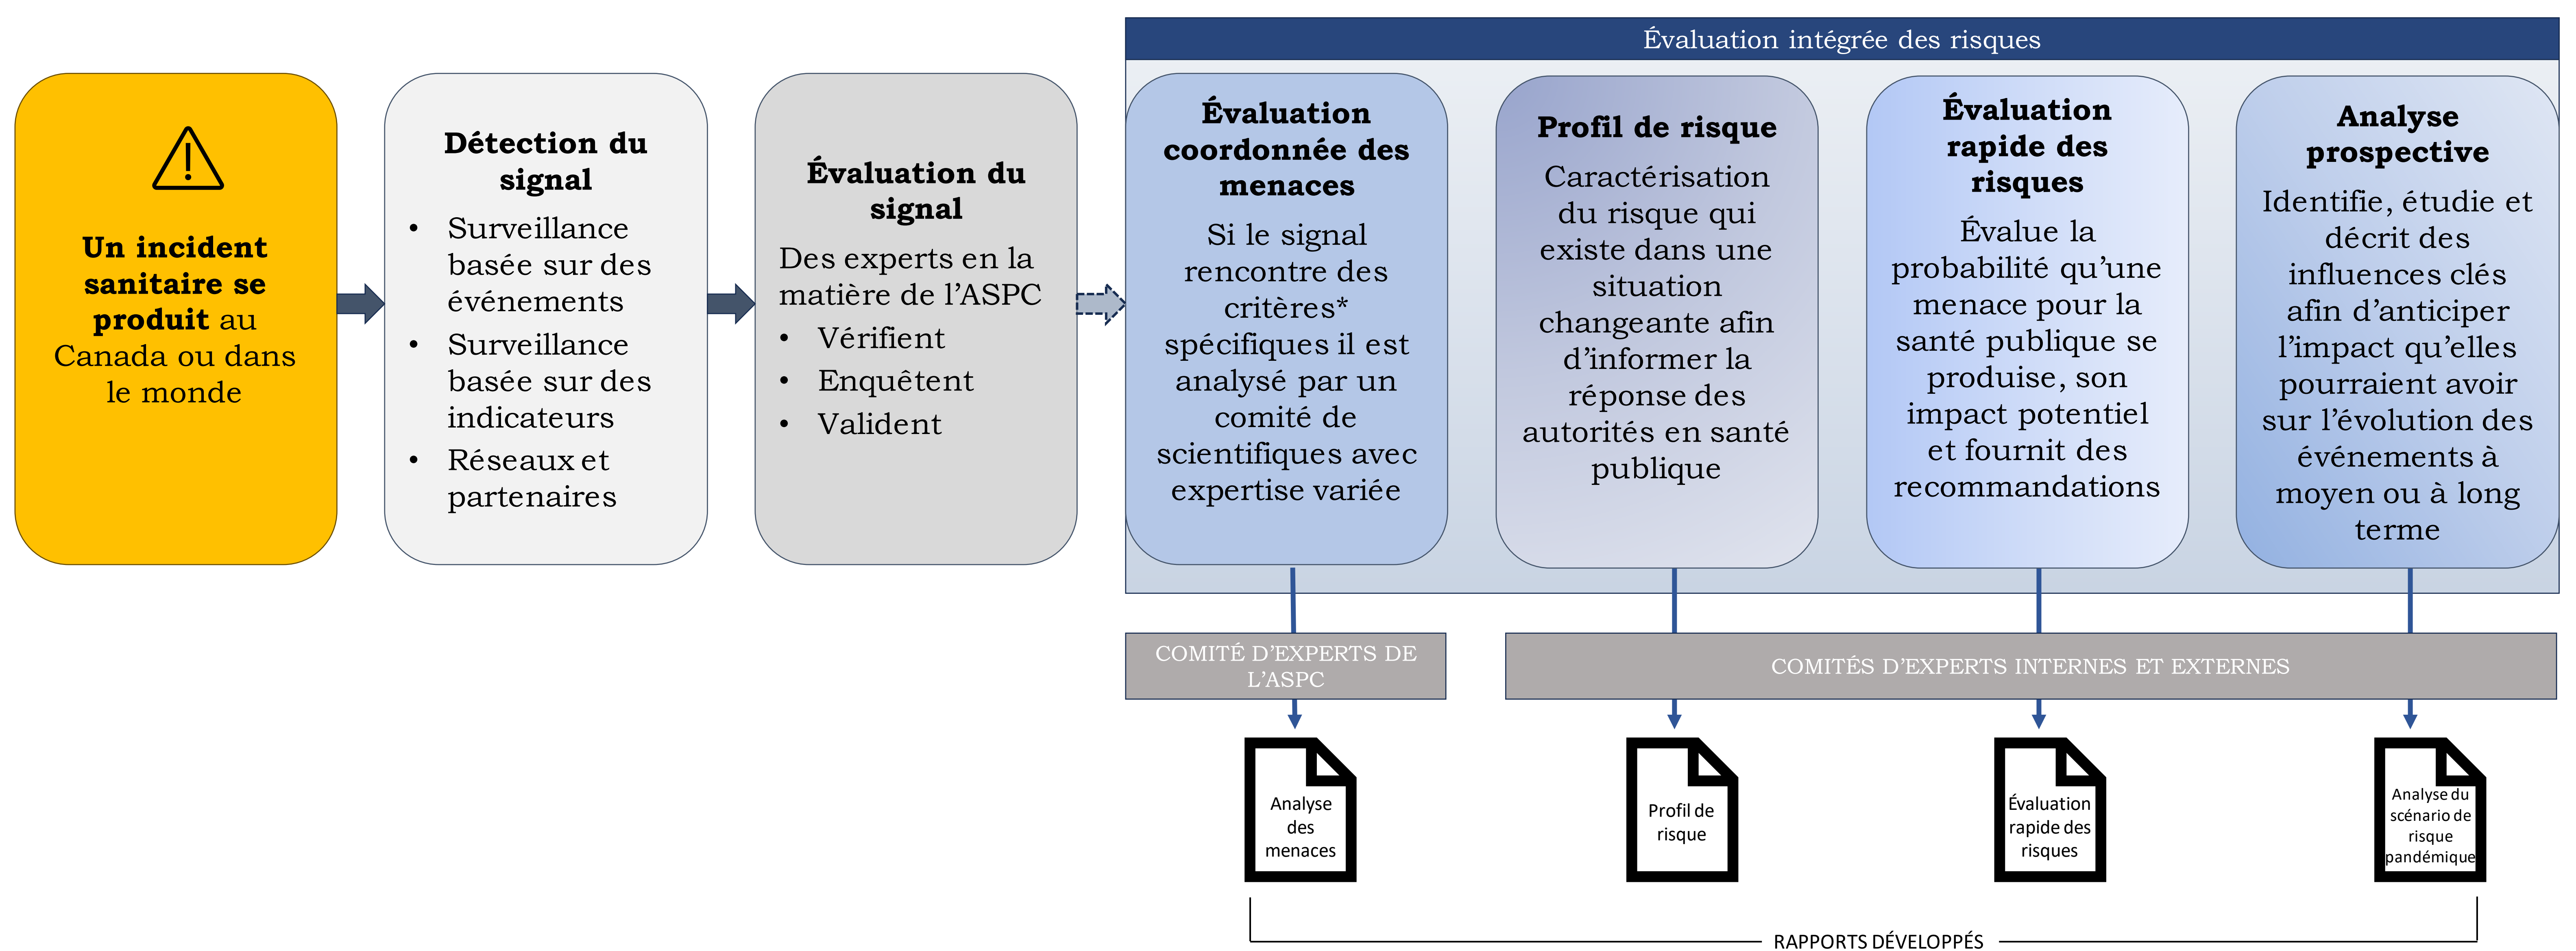 Évaluation intégrée des risques
Un incident
sanitaire se
produit au
Canada ou dans
le monde
Détection du
signal
• Surveillance
basée sur des
événements
• Surveillance
basée sur des
indicateurs
• Réseaux et
partenaires
Évaluation du
signal
Des experts en la
matière de l’ASPC
• Vérifient
• Enquêtent
• Valident
Évaluation
coordonnée des
menaces
Si le signal
rencontre des
critères*
spécifiques il est
analysé par un
comité de
scientifiques avec
expertise variée
Profil de risque
Caractérisation
du risque qui
existe dans une
situation
changeante afin
d’informer la
réponse des
autorités en santé
publique
Évaluation
rapide des
risques
Évalue la
probabilité qu’une
menace pour la
santé publique se
produise, son
impact potentiel
et fournit des
recommandations
Analyse
prospective
Identifie, étudie et
décrit des
influences clés
afin d’anticiper
l’impact qu’elles
pourraient avoir
sur l’évolution des
événements à
moyen ou à long
terme
COMITÉ D’EXPERTS DE
L’ASPC
COMITÉS D’EXPERTS INTERNES ET EXTERNES
Analyse
des
menaces
Profil de
risque
Évaluation
rapide des
risques
Analyse du
scénario de
risque
pandémique
RAPPORTS DÉVELOPPÉS